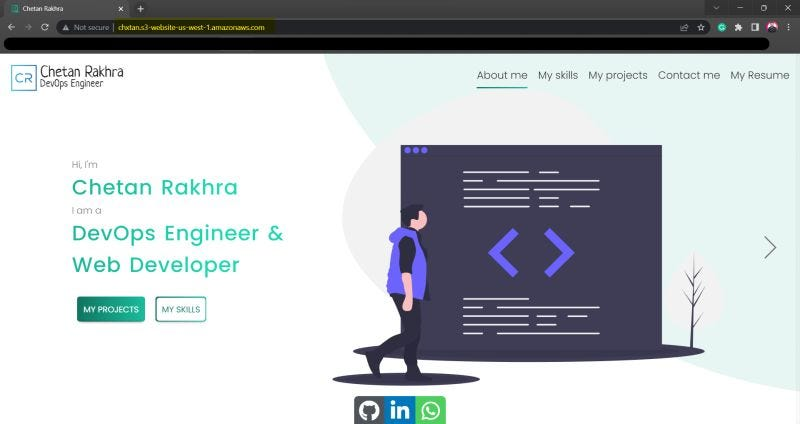 Chetan Rakhra
Not secure | chxtan.s3-website-us-west-1.amazonaws.com
CR
Chetan Rakhra
DevOps Engineer
About me
My skills
My projects
Contact me
My Resume
Hi, I'm
Chetan Rakhra
I am a
DevOps Engineer &
Web Developer
MY PROJECTS
MY SKILLS
in